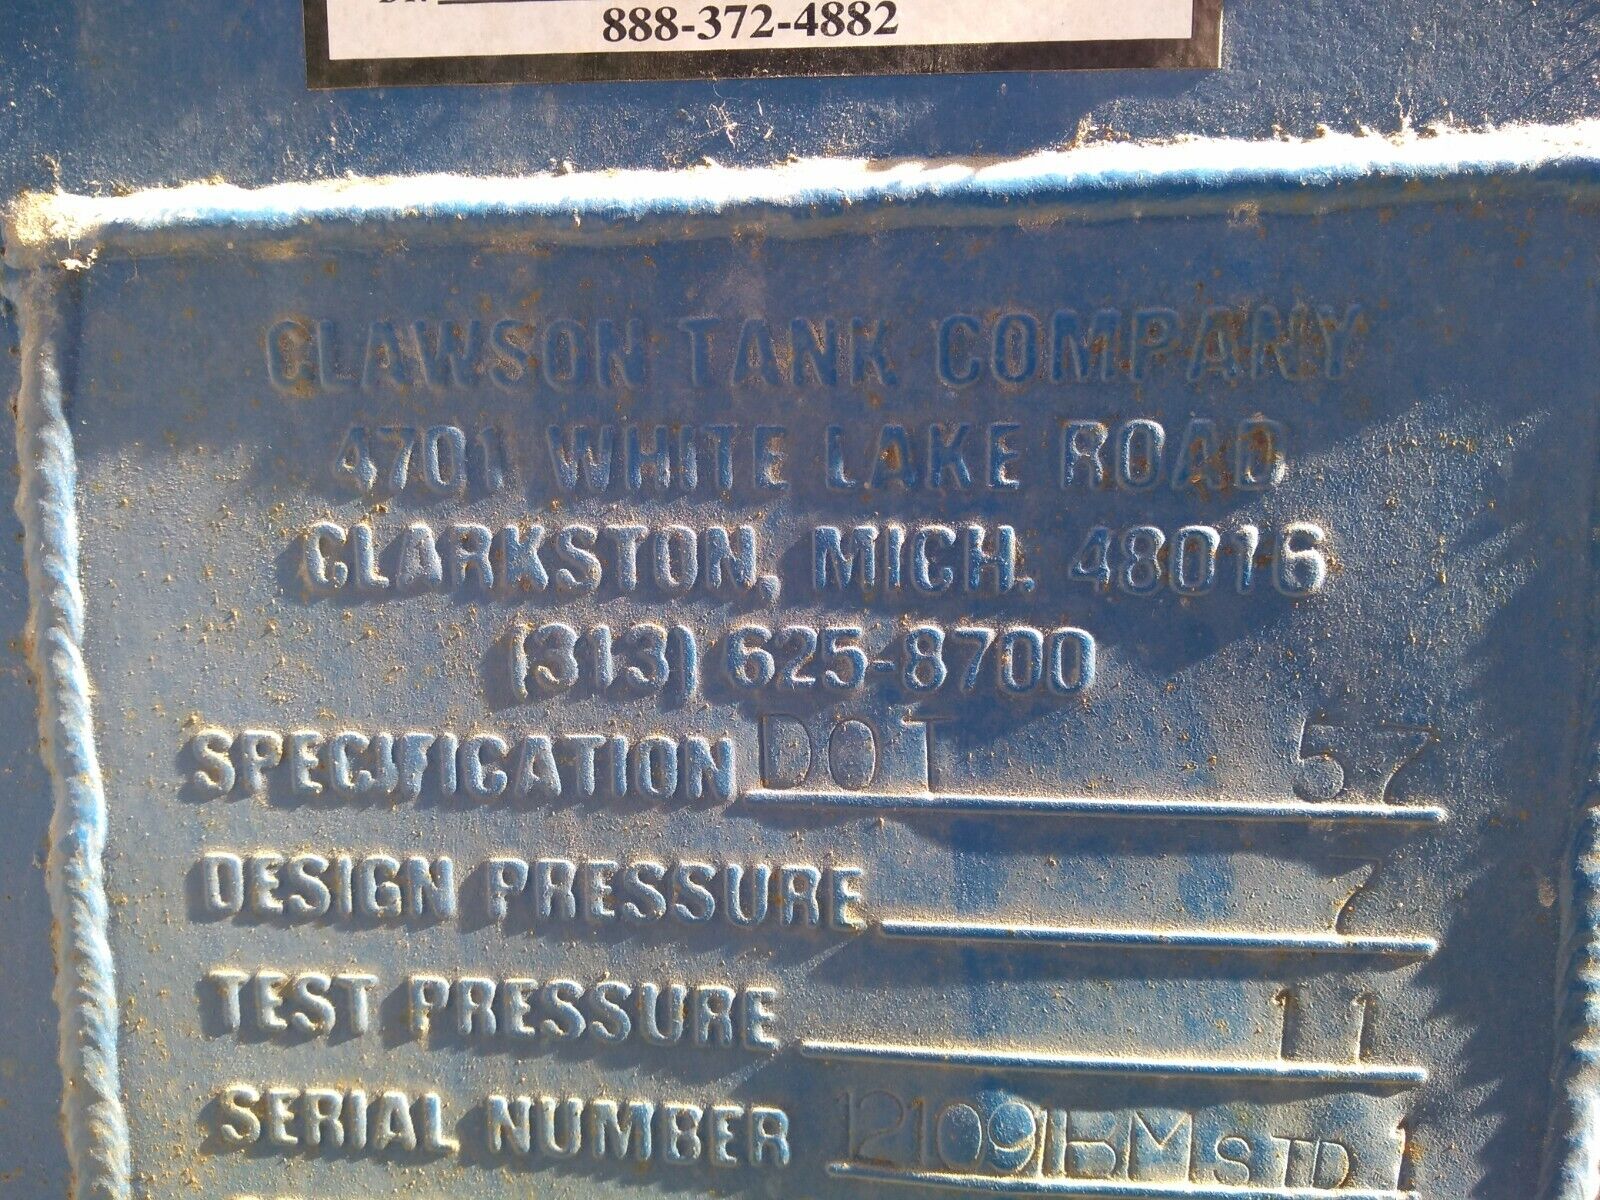 888-372-4882
CLAWSON TANK COMPANY
4701 WHITE LAKE ROAD
CLARKSTON, MICH. 48016
(313) 625-8700
SPECIFICATION DOT 57
DESIGN PRESSURE 7
TEST PRESSURE 11
SERIAL NUMBER